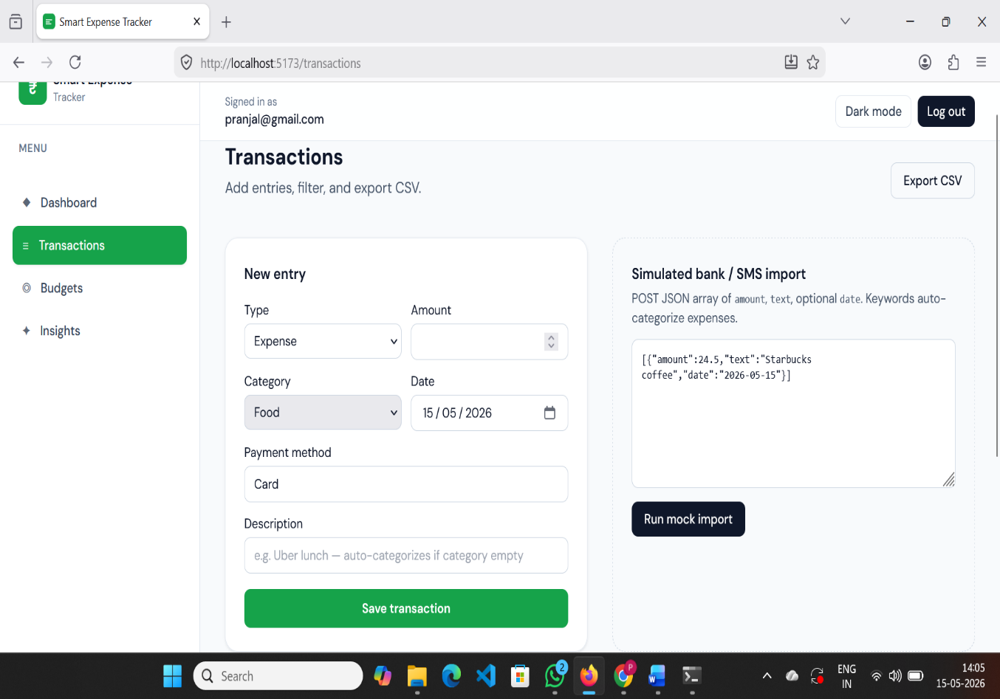 Smart Expense Tracker
http://localhost:5173/transactions
Smart Expense
Tracker
MENU
Dashboard
Transactions
Budgets
Insights
Signed in as
pranjal@gmail.com
Dark mode
Log out
Transactions
Add entries, filter, and export CSV.
Export CSV
New entry
Type
Amount
Expense
Category
Date
Food
15 / 05 / 2026
Payment method
Card
Description
e.g. Uber lunch — auto-categorizes if category empty
Save transaction
Simulated bank / SMS import
POST JSON array of amount, text, optional date. Keywords auto-
categorize expenses.
[{"amount":24.5,"text":"Starbucks
coffee","date":"2026-05-15"}]
Run mock import
Search
2
P
ENG
IN
14:05
15-05-2026